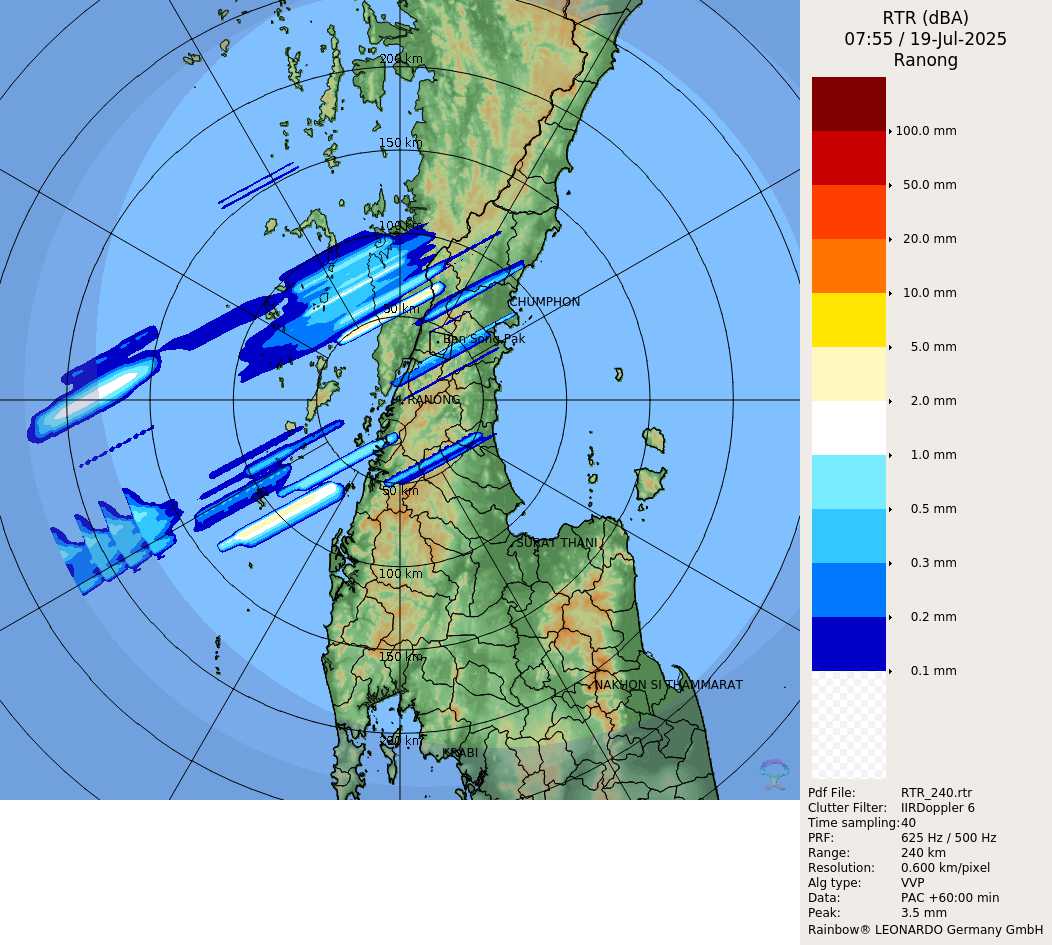 RTR (dBA)
07:55 / 19-Jul-2025
Ranong
100.0 mm
50.0 mm
20.0 mm
10.0 mm
5.0 mm
2.0 mm
1.0 mm
0.5 mm
0.3 mm
0.2 mm
0.1 mm
Pdf File: RTR_240.rtr
Clutter Filter: IIRDoppler 6
Time sampling: 40
PRF: 625 Hz / 500 Hz
Range: 240 km
Resolution: 0.600 km/pixel
Alg type: VVP
Data: PAC +60:00 min
Peak: 3.5 mm
Rainbow® LEONARDO Germany GmbH
200 km
150 km
100 km
CHUMPHON
50 km
Ban Song Pak
RANONG
50 km
SURAT THANI
100 km
150 km
NAKHON SI THAMMARAT
200 km
KRABI